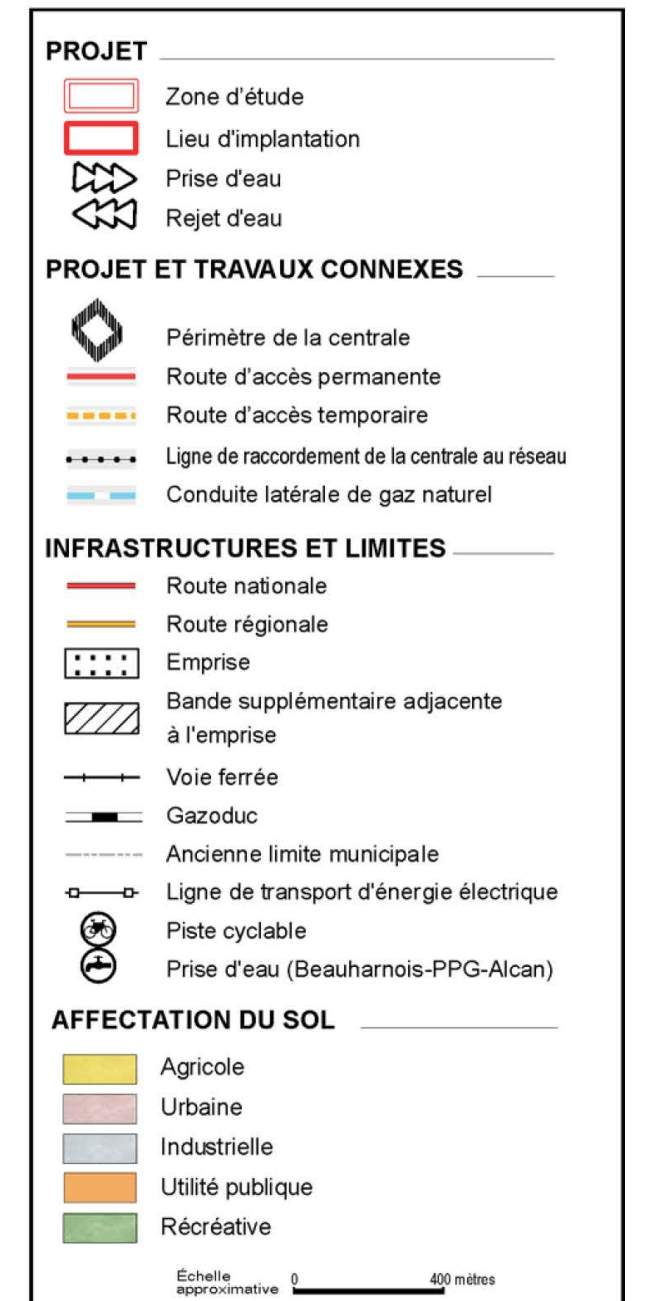 PROJET
Zone d'étude
Lieu d'implantation
Prise d'eau
Rejet d'eau
PROJET ET TRAVAUX CONNEXES
Périmètre de la centrale
Route d'accès permanente
Route d'accès temporaire
Ligne de raccordement de la centrale au réseau
Conduite latérale de gaz naturel
INFRASTRUCTURES ET LIMITES
Route nationale
Route régionale
Emprise
Bande supplémentaire adjacente
à l'emprise
Voie ferrée
Gazoduc
Ancienne limite municipale
Ligne de transport d'énergie électrique
Piste cyclable
Prise d'eau (Beauharnois-PPG-Alcan)
AFFECTATION DU SOL
Agricole
Urbaine
Industrielle
Utilité publique
Récréative
Échelle
approximative 0 400 mètres